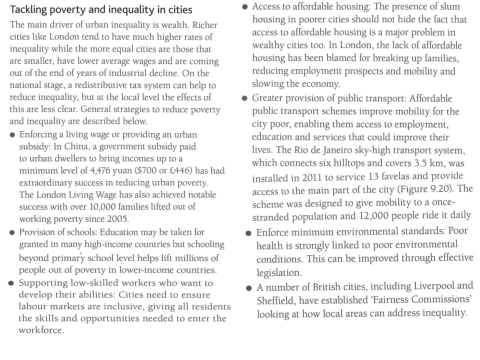 Tackling poverty and inequality in cities
The main driver of urban inequality is wealth. Richer
cities like London tend to have much higher rates of
inequality while the more equal cities are those that
are smaller, have lower average wages and are coming
out of the end of years of industrial decline. On the
national stage, a redistributive tax system can help to
reduce inequality, but at the local level the effects of
this are less clear. General strategies to reduce poverty
and inequality are described below.
● Enforcing a living wage or providing an urban
subsidy: In China, a government subsidy paid
to urban dwellers to bring incomes up to a
minimum level of 4,476 yuan ($700 or £446) has had
extraordinary success in reducing urban poverty.
The London Living Wage has also achieved notable
success with over 10,000 families lifted out of
working poverty since 2005.
● Provision of schools: Education may be taken for
granted in many high-income countries but schooling
beyond primary school level helps lift millions of
people out of poverty in lower-income countries.
● Supporting low-skilled workers who want to
develop their abilities: Cities need to ensure
labour markets are inclusive, giving all residents
the skills and opportunities needed to enter the
workforce.
● Access to affordable housing: The presence of slum
housing in poorer cities should not hide the fact that
access to affordable housing is a major problem in
wealthy cities too. In London, the lack of affordable
housing has been blamed for breaking up families,
reducing employment prospects and mobility and
slowing the economy.
● Greater provision of public transport: Affordable
public transport schemes improve mobility for the
city poor, enabling them access to employment,
education and services that could improve their
lives. The Rio de Janeiro sky-high transport system,
which connects six hilltops and covers 3.5 km, was
installed in 2011 to service 13 favelas and provide
access to the main part of the city (Figure 9.20). The
scheme was designed to give mobility to a once-
stranded population and 12,000 people ride it daily
● Enforce minimum environmental standards: Poor
health is strongly linked to poor environmental
conditions. This can be improved through effective
legislation.
● A number of British cities, including Liverpool and
Sheffield, have established 'Fairness Commissions'
looking at how local areas can address inequality.